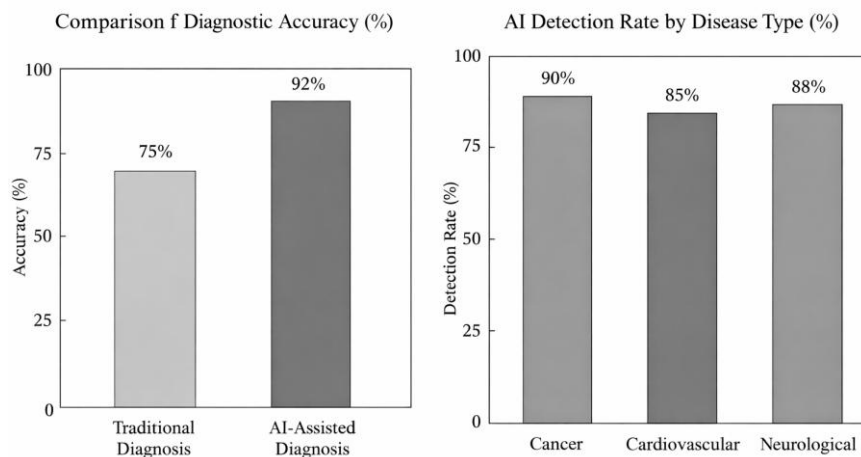 Comparison f Diagnostic Accuracy (%)
100
75
50
25
0
Accuracy (%)
75%
92%
Traditional
Diagnosis
AI-Assisted
Diagnosis
AI Detection Rate by Disease Type (%)
100
75
50
25
0
Detection Rate (%)
90%
85%
88%
Cancer
Cardiovascular
Neurological